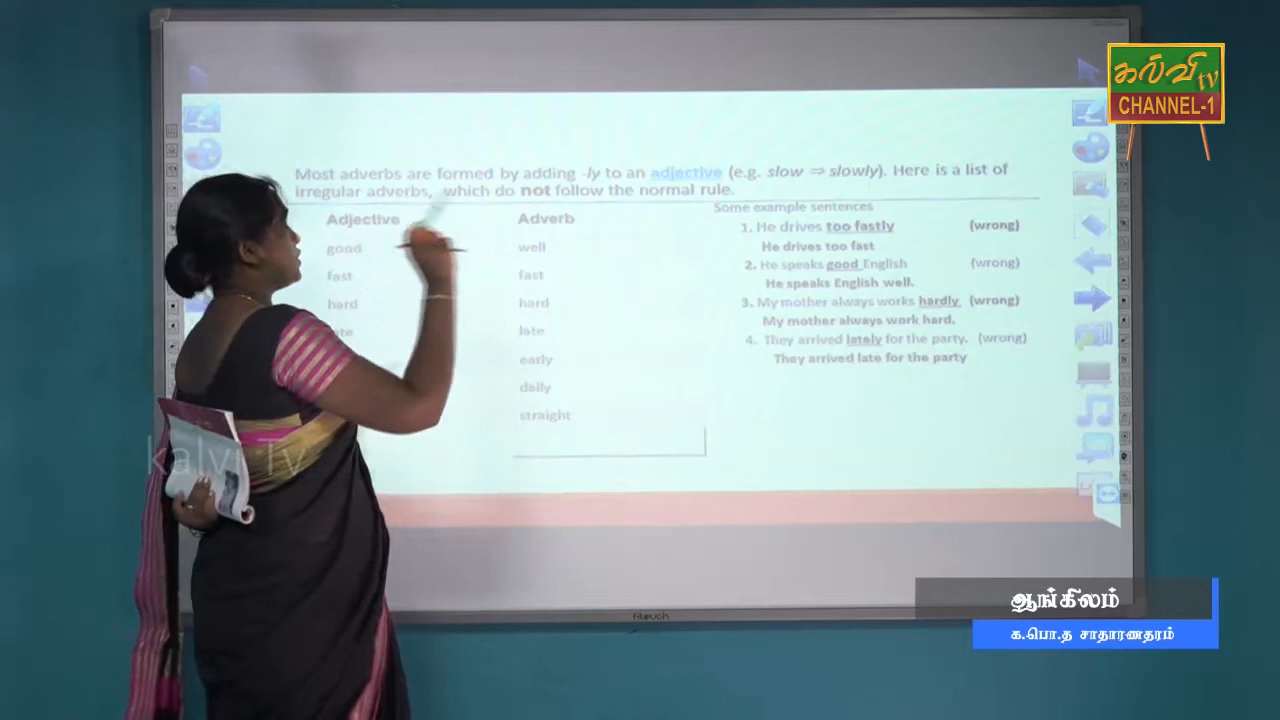 கல்வி tv
CHANNEL-1
Most adverbs are formed by adding -ly to an adjective (e.g. slow ⇒ slowly). Here is a list of
irregular adverbs, which do not follow the normal rule.
Adjective Adverb
good well
fast fast
hard hard
late
early
daily
straight
Some example sentences
1. He drives too fastly (wrong)
He drives too fast
2. He speaks good English (wrong)
He speaks English well.
3. My mother always works hardly (wrong)
My mother always work hard.
4. They arrived lately for the party. (wrong)
They arrived late for the party
kalvi Tv
ஆங்கிலம்
க.பொ.த சாதாரணதரம்